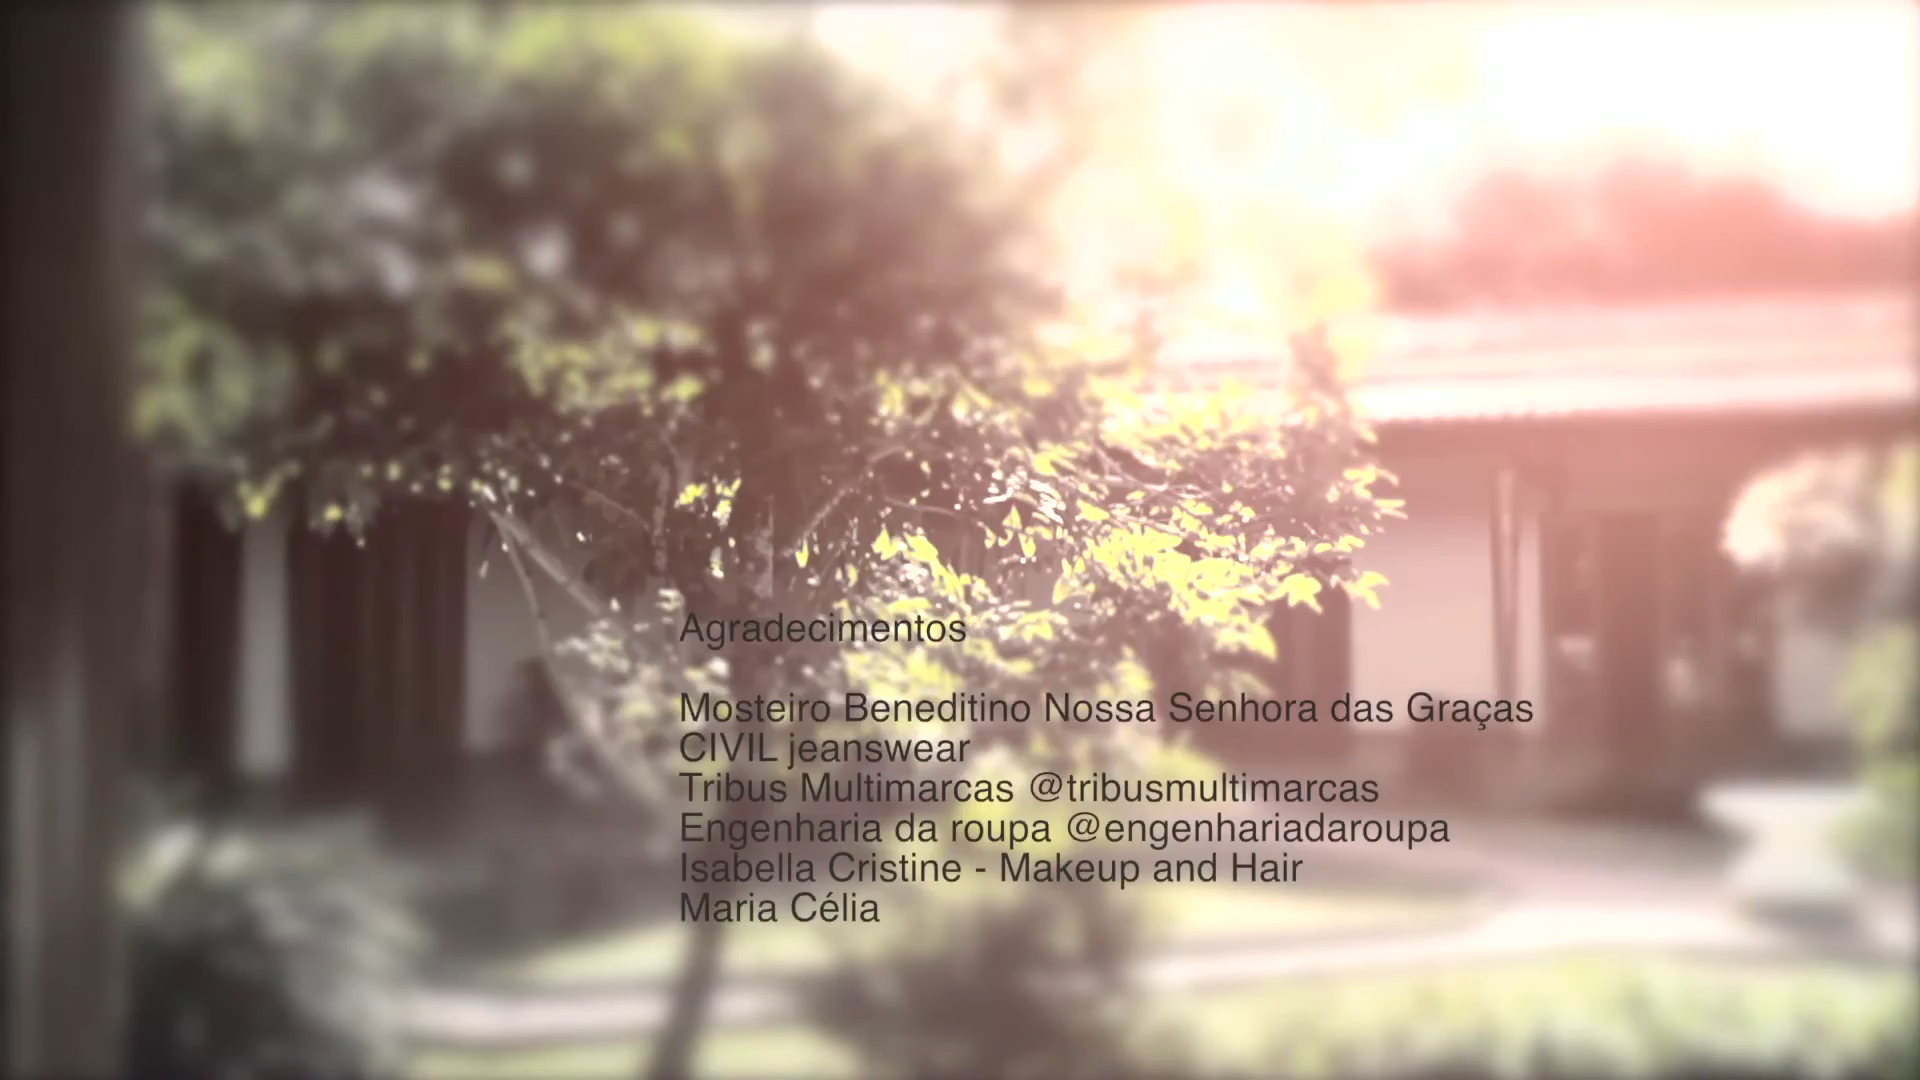 Agradecimentos
Mosteiro Beneditino Nossa Senhora das Graças
CIVIL jeanswear
Tribus Multimarcas @tribusmultimarcas
Engenharia da roupa @engenhariadaroupa
Isabella Cristine - Makeup and Hair
Maria Célia